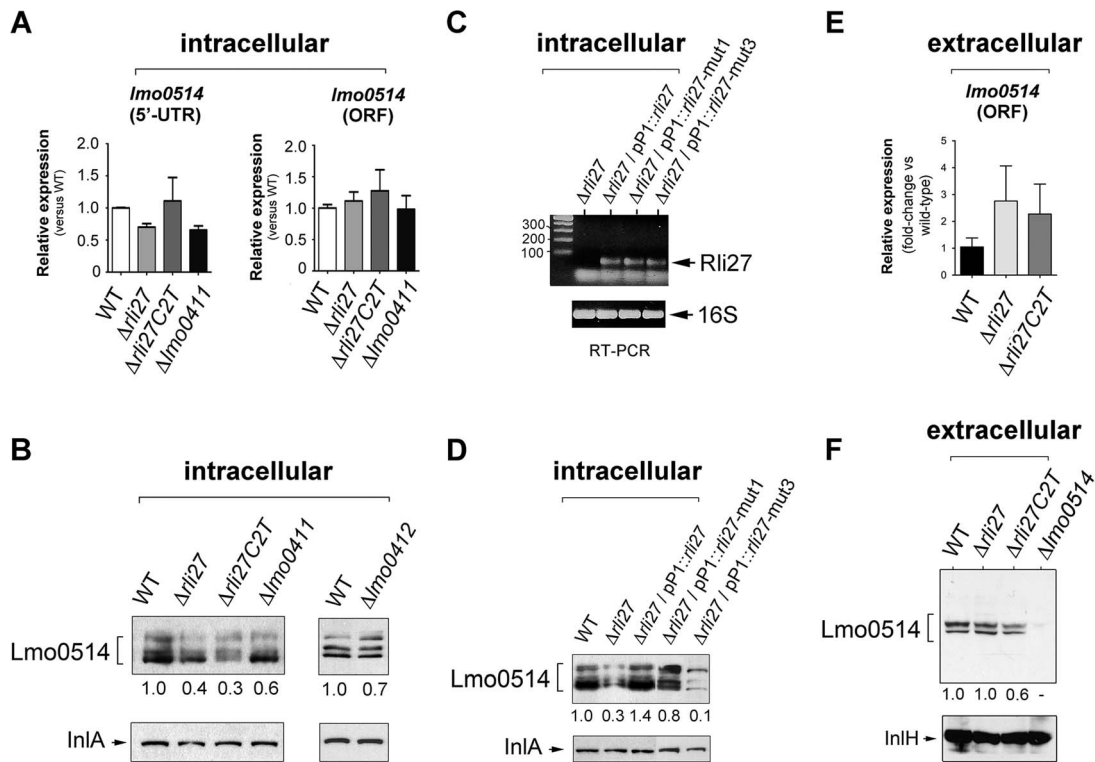 A
intracellular
lmo0514
(5'-UTR)
lmo0514
(ORF)
Relative expression
(versus WT)
2.0
1.5
1.0
0.5
0
WT
Δrli27
Δrli27C2T
Δlmo0411
Relative expression
(versus WT)
2.0
1.5
1.0
0.5
0
WT
Δrli27
Δrli27C2T
Δlmo0411
B
intracellular
WT
Δrli27
Δrli27C2T
Δlmo0411
WT
Δlmo0412
Lmo0514
1.0 0.4 0.3 0.6 1.0 0.7
InlA
C
intracellular
Δrli27
Δrli27 / pP1::rli27
Δrli27 / pP1::rli27-mut1
Δrli27 / pP1::rli27-mut3
300
200
100
Rli27
16S
RT-PCR
D
intracellular
WT
Δrli27
Δrli27 / pP1::rli27
Δrli27 / pP1::rli27-mut1
Δrli27 / pP1::rli27-mut3
Lmo0514
1.0 0.3 1.4 0.8 0.1
InlA
E
extracellular
lmo0514
(ORF)
Relative expression
(fold-change vs
wild-type)
5
4
3
2
1
0
WT
Δrli27
Δrli27C2T
F
extracellular
WT
Δrli27
Δrli27C2T
Δlmo0514
Lmo0514
1.0 1.0 0.6 -
InlH